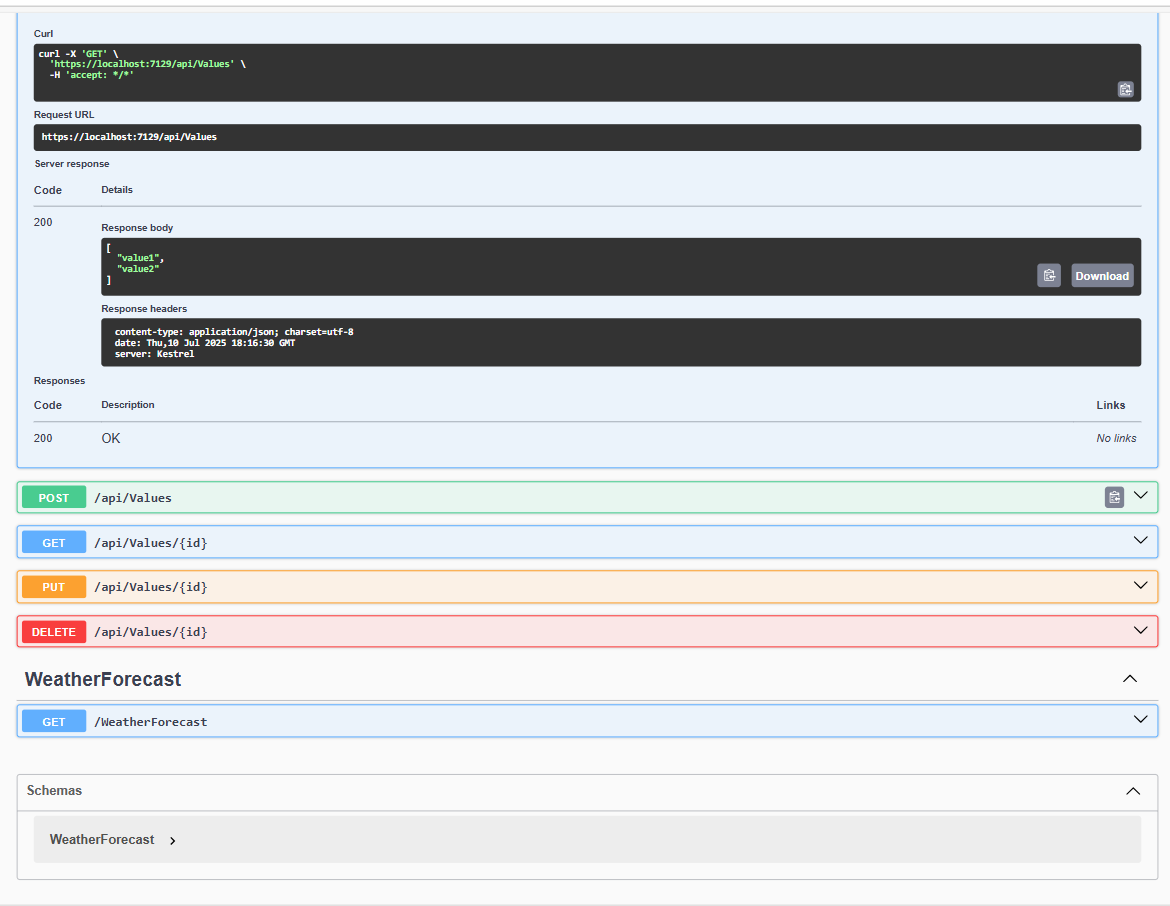 Curl
curl -X 'GET' \
  'https://localhost:7129/api/Values' \
  -H 'accept: */*'
Request URL
https://localhost:7129/api/Values
Server response
Code Details
200
Response body
[
  "value1",
  "value2"
]
Download
Response headers
content-type: application/json; charset=utf-8
date: Thu,10 Jul 2025 18:16:30 GMT
server: Kestrel
Responses
Code Description Links
200 OK No links
POST /api/Values
GET /api/Values/{id}
PUT /api/Values/{id}
DELETE /api/Values/{id}
WeatherForecast
GET /WeatherForecast
Schemas
WeatherForecast